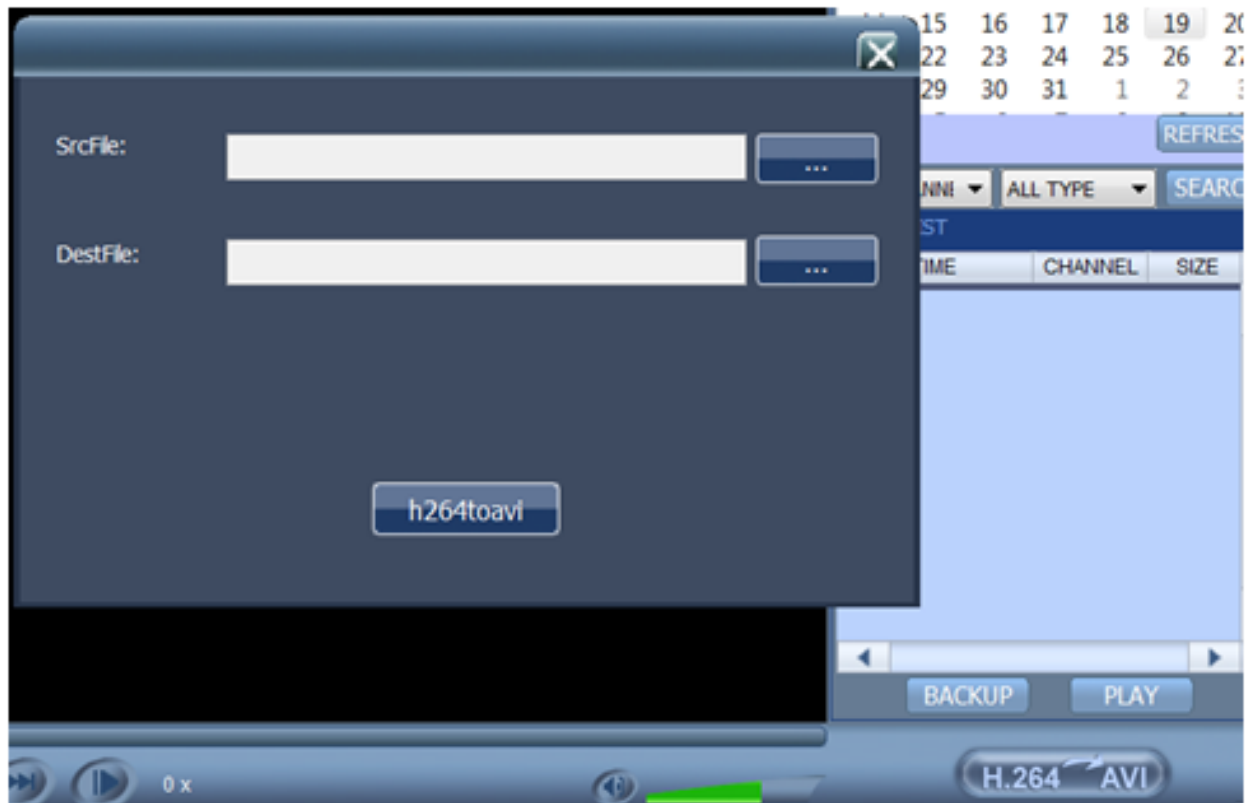 15 16 17 18 19
22 23 24 25 26
29 30 31 1 2
SrcFile:
...
DestFile:
...
h264toavi
ALL TYPE
TIME CHANNEL SIZE
BACKUP PLAY
0 x
H.264 AVI